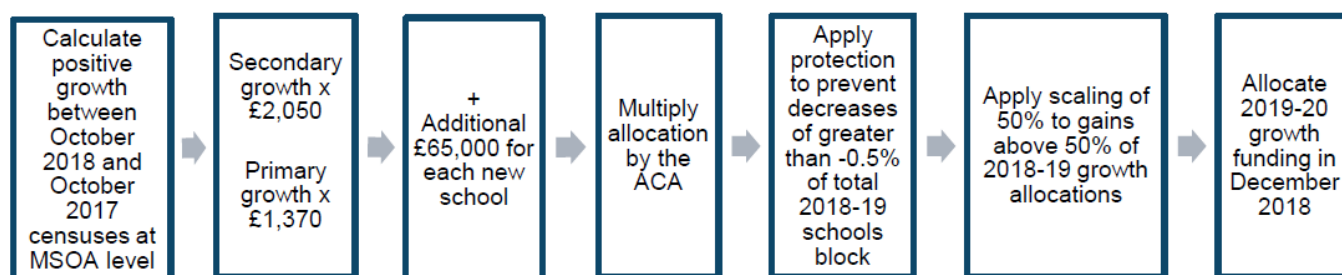 Calculate
positive
growth
between
October
2018 and
October
2017
censuses at
MSOA level
Secondary
growth x
£2,050
Primary
growth x
£1,370
+
Additional
£65,000 for
each new
school
Multiply
allocation
by the
ACA
Apply
protection
to prevent
decreases
of greater
than -0.5%
of total
2018-19
schools
block
Apply scaling of
50% to gains
above 50% of
2018-19 growth
allocations
Allocate
2019-20
growth
funding in
December
2018